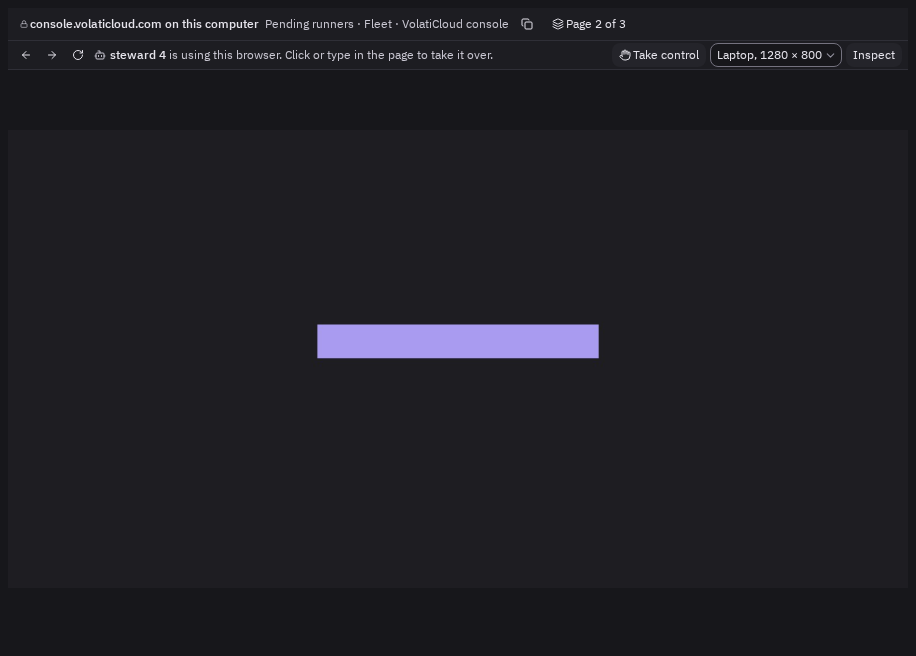 console.volaticloud.com on this computer Pending runners · Fleet · VolatiCloud console Page 2 of 3
steward 4 is using this browser. Click or type in the page to take it over. Take control Laptop, 1280 × 800 Inspect